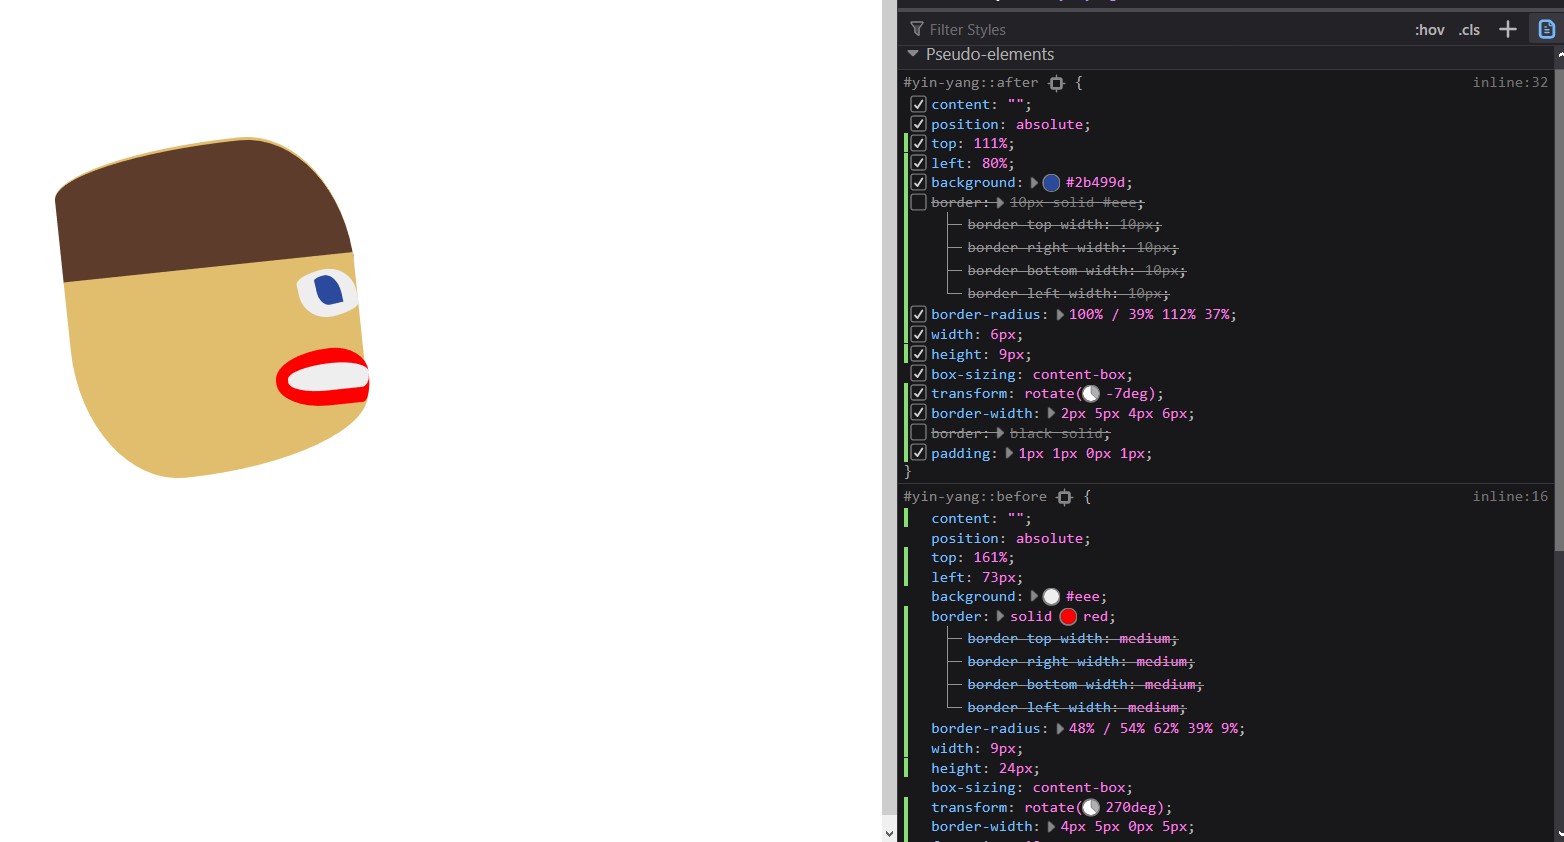 Filter Styles
:hov .cls
Pseudo-elements
#yin-yang::after { inline:32
content: "";
position: absolute;
top: 111%;
left: 80%;
background: #2b499d;
border: 10px solid #eee;
border-top-width: 10px;
border-right-width: 10px;
border-bottom-width: 10px;
border-left-width: 10px;
border-radius: 100% / 39% 112% 37%;
width: 6px;
height: 9px;
box-sizing: content-box;
transform: rotate( -7deg);
border-width: 2px 5px 4px 6px;
border: black solid;
padding: 1px 1px 0px 1px;
}
#yin-yang::before { inline:16
content: "";
position: absolute;
top: 161%;
left: 73px;
background: #eee;
border: solid red;
border-top-width: medium;
border-right-width: medium;
border-bottom-width: medium;
border-left-width: medium;
border-radius: 48% / 54% 62% 39% 9%;
width: 9px;
height: 24px;
box-sizing: content-box;
transform: rotate( 270deg);
border-width: 4px 5px 0px 5px;